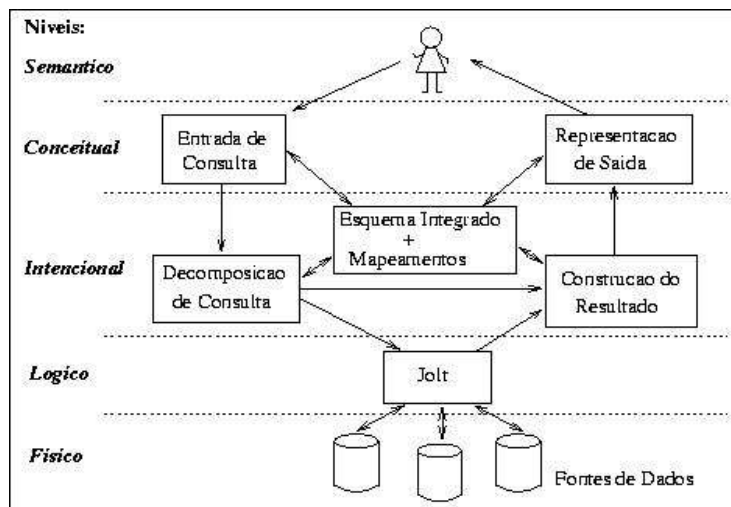 Niveis:
Semantico
Conceitual
Entrada de
Consulta
Representacao
de Saida
Intencional
Esquema Integrado
+
Mapeamentos
Decomposicao
de Consulta
Construcao do
Resultado
Logico
Jolt
Fisico
Fontes de Dados